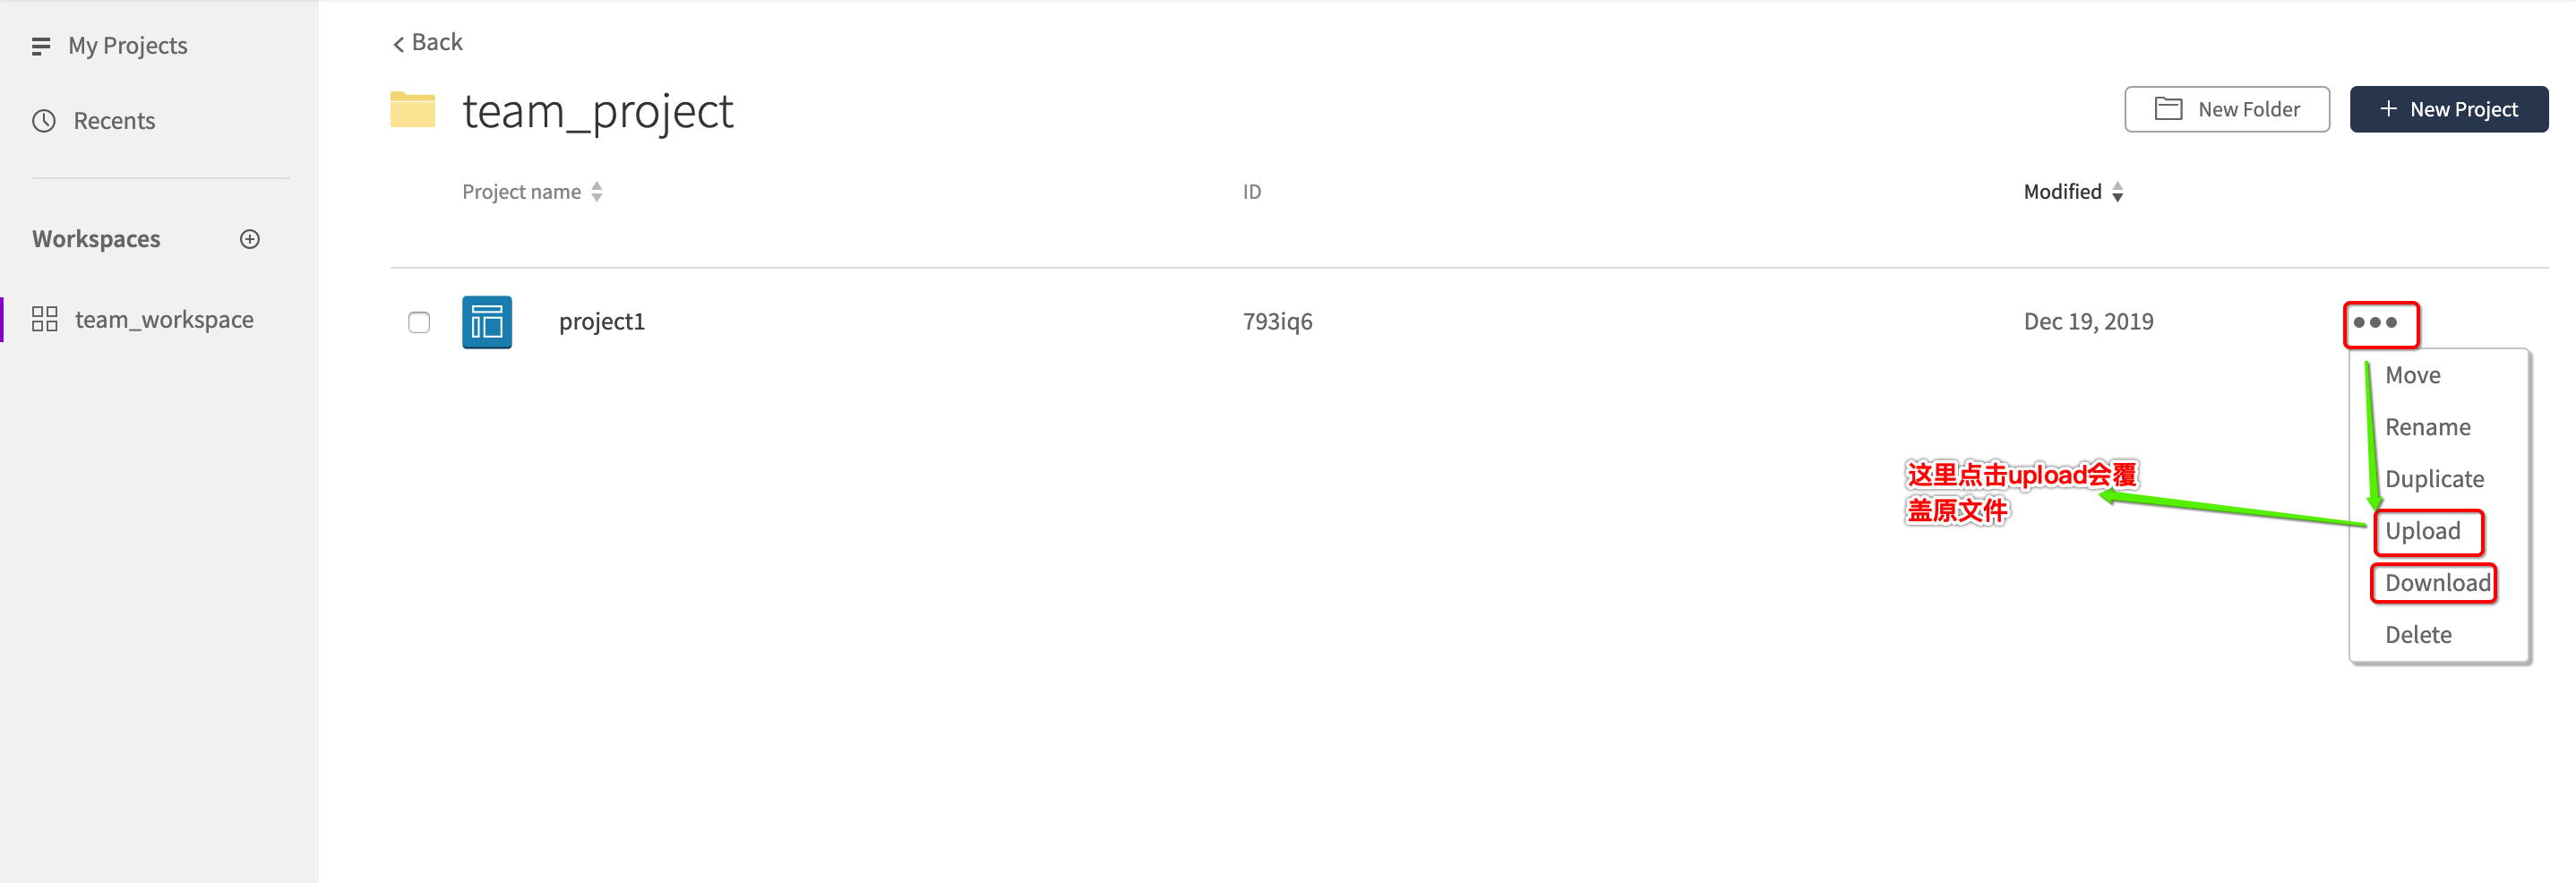 My Projects
Recents
Workspaces
team_workspace
Back
team_project
New Folder
+ New Project
Project name
ID
Modified
project1
793iq6
Dec 19, 2019
Move
Rename
Duplicate
Upload
Download
Delete
这里点击upload会覆
盖原文件